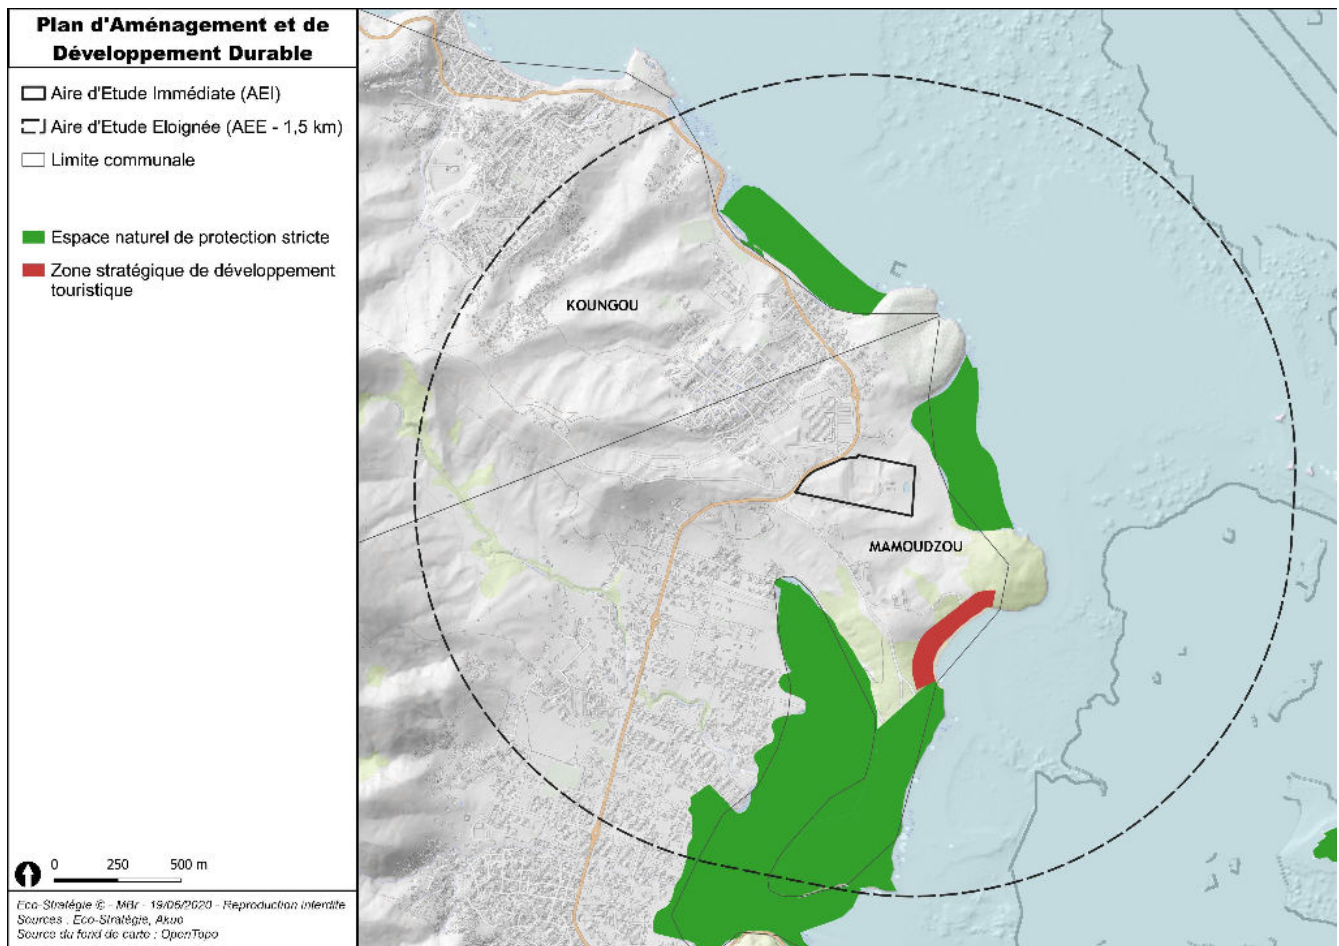 Plan d'Aménagement et de
Développement Durable
Aire d'Etude Immédiate (AEI)
Aire d'Etude Eloignée (AEE - 1,5 km)
Limite communale
Espace naturel de protection stricte
Zone stratégique de développement
touristique
0 250 500 m
Eco-Stratégie © - MBr - 19/06/2020 - Reproduction interdite
Sources : Eco-Stratégie, Akuo
Source du fond de carte : OpenTopo
KOUNGOU
MAMOUDZOU